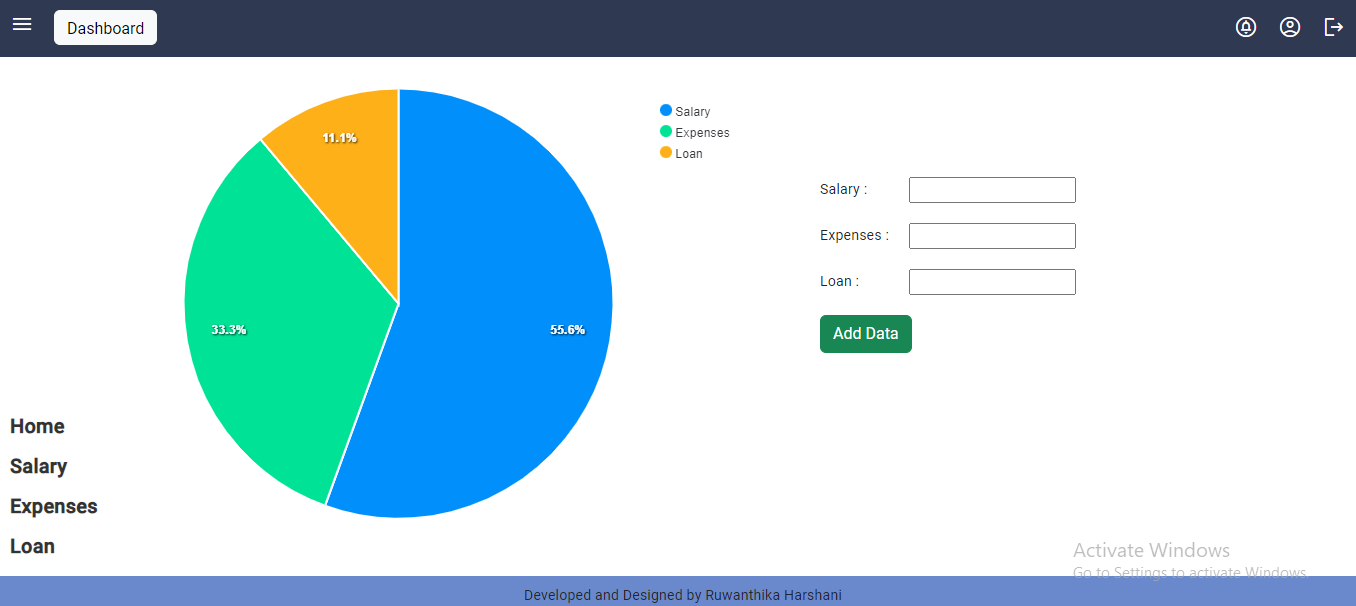 Dashboard
Salary
Expenses
Loan
11.1%
33.3%
55.6%
Salary :
Expenses :
Loan :
Add Data
Home
Salary
Expenses
Loan
Activate Windows
Go to Settings to activate Windows.
Developed and Designed by Ruwanthika Harshani